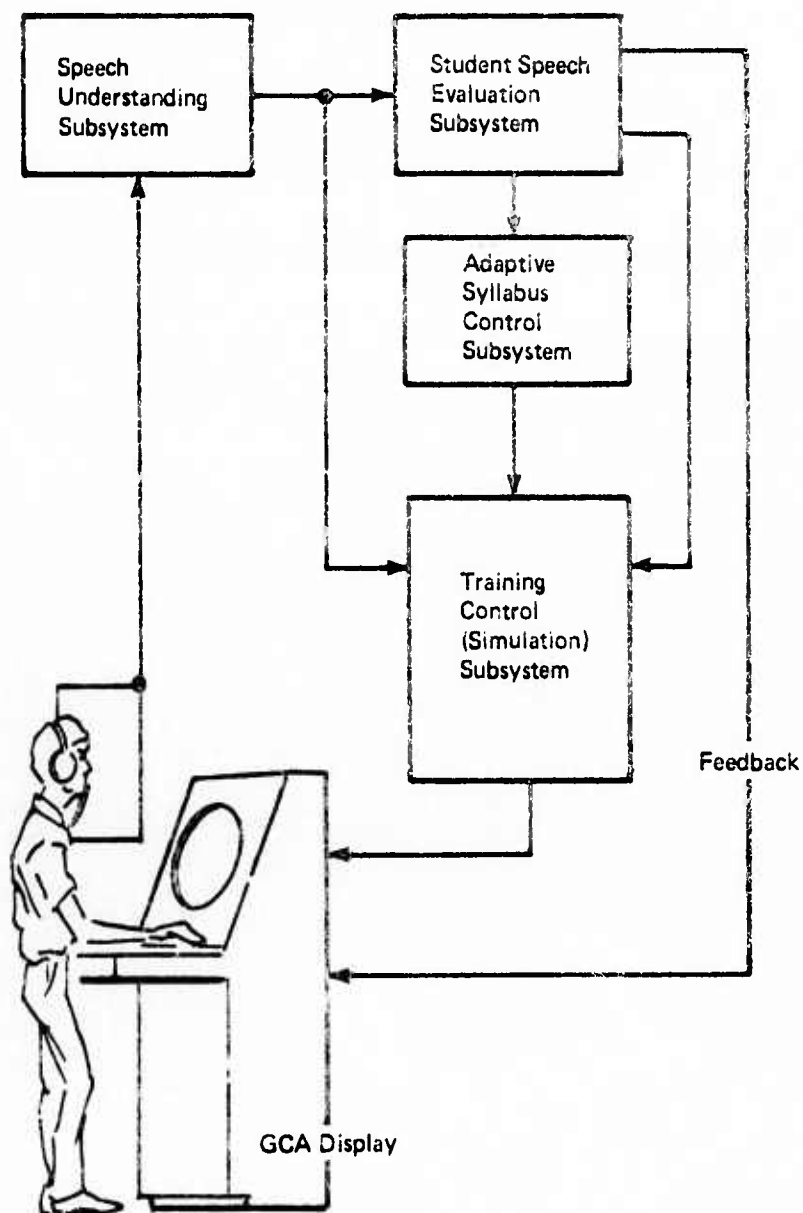 Speech
Understanding
Subsystem
Student Speech
Evaluation
Subsystem
Adaptive
Syllabus
Control
Subsystem
Training
Control
(Simulation)
Subsystem
Feedback
GCA Display